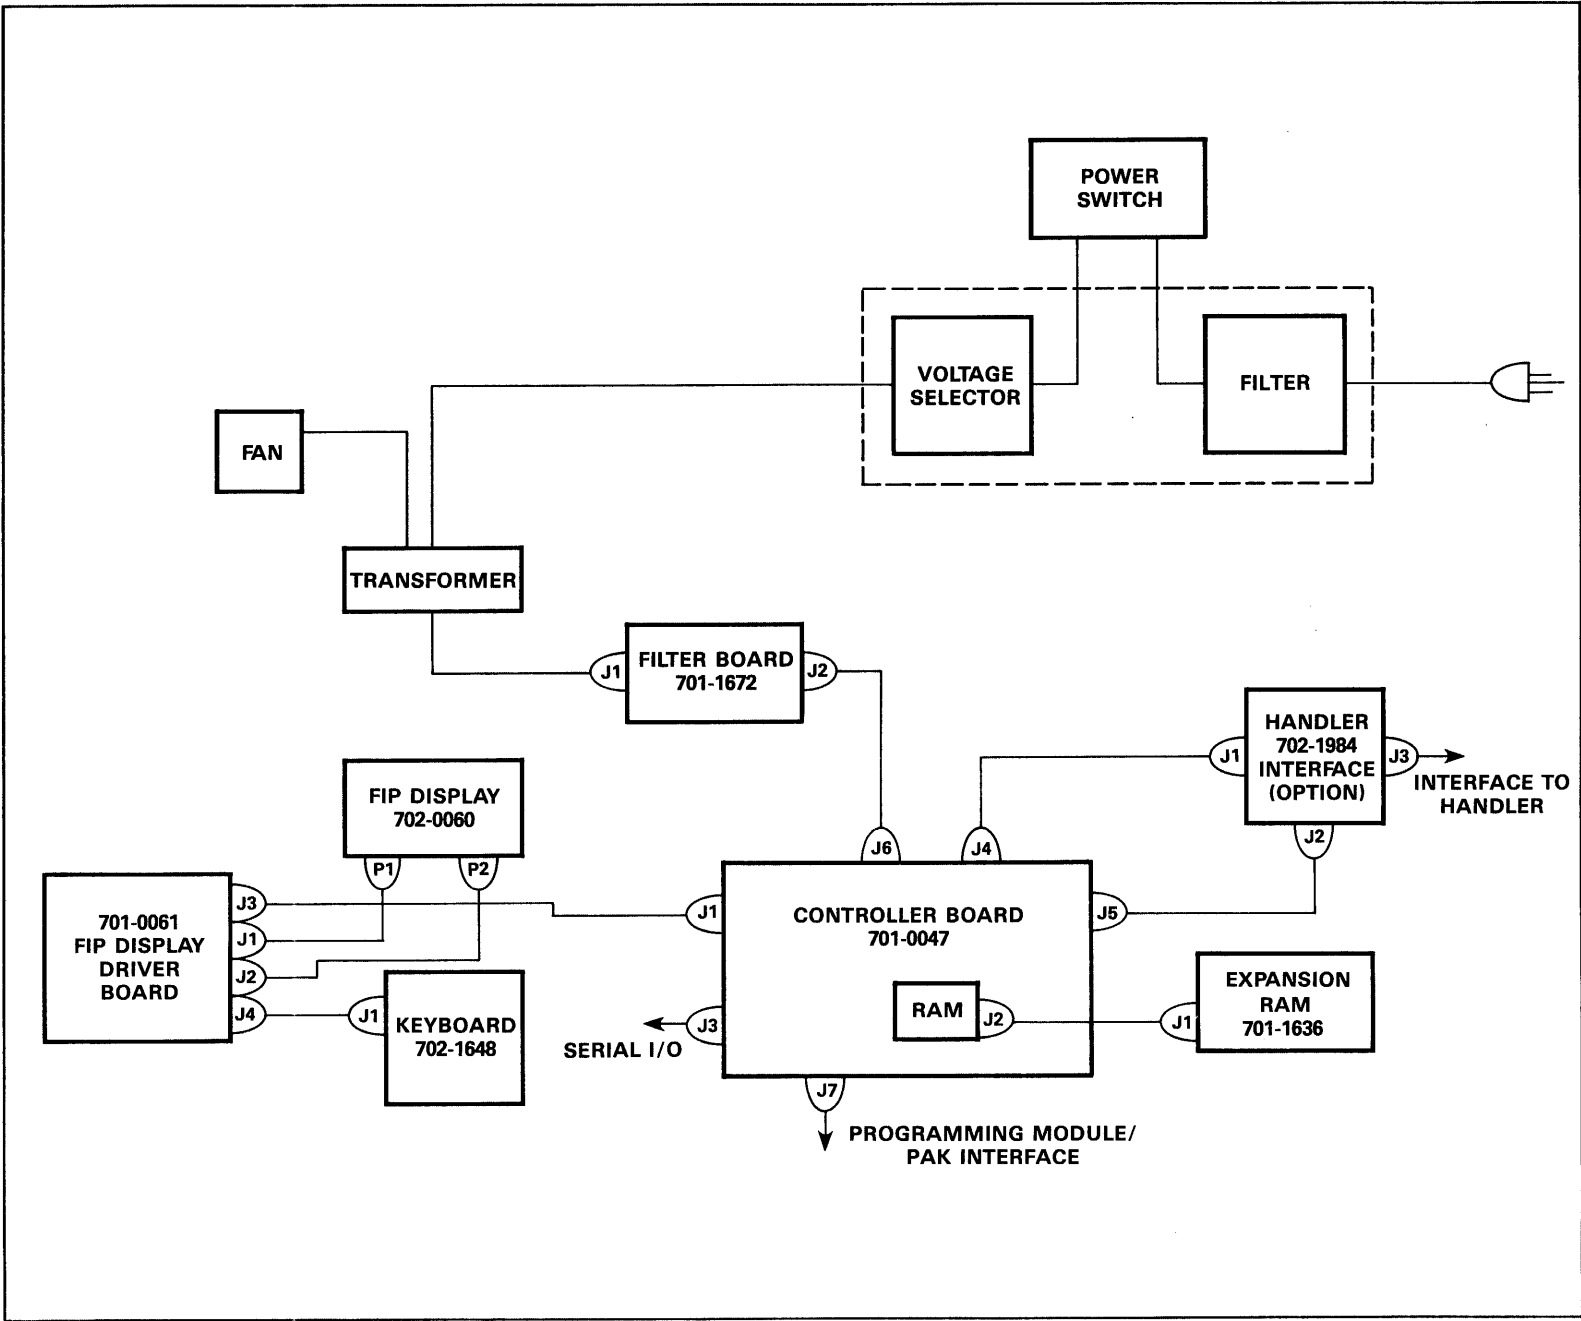 POWER
SWITCH
VOLTAGE
SELECTOR
FILTER
FAN
TRANSFORMER
J1
FILTER BOARD
701-1672
J2
J1
HANDLER
702-1984
INTERFACE
(OPTION)
J3
INTERFACE TO
HANDLER
J2
FIP DISPLAY
702-0060
P1
P2
J6
J4
701-0061
FIP DISPLAY
DRIVER
BOARD
J3
J1
J2
J4
J1
KEYBOARD
702-1648
J1
CONTROLLER BOARD
701-0047
J5
RAM
J2
J1
EXPANSION
RAM
701-1636
J3
SERIAL I/O
J7
PROGRAMMING MODULE/
PAK INTERFACE